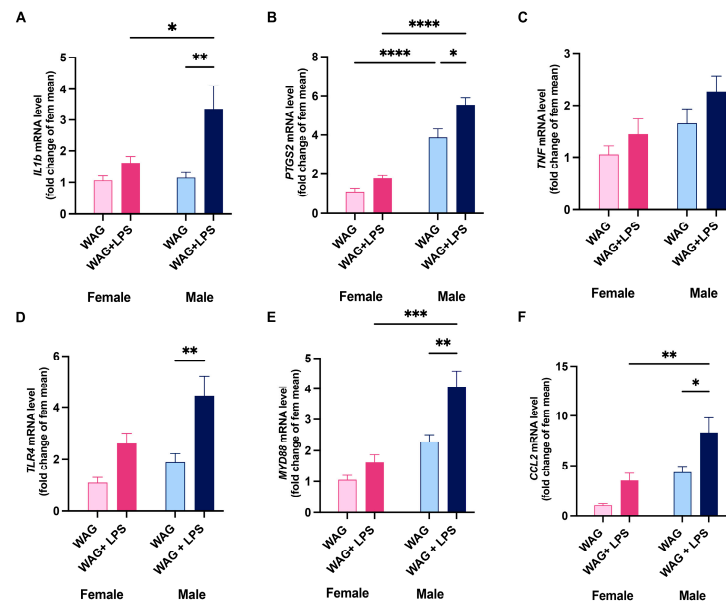 A
*
**
IL1b mRNA level
(fold change of fem mean)
5
4
3
2
1
0
WAG
WAG+LPS
WAG
WAG+LPS
Female
Male
B
****
****
*
PTGS2 mRNA level
(fold change of fem mean)
8
6
4
2
0
WAG
WAG+LPS
WAG
WAG+LPS
Female
Male
C
TNF mRNA level
(fold change of fem mean)
3
2
1
0
WAG
WAG+LPS
WAG
WAG+LPS
Female
Male
D
**
TLR4 mRNA level
(fold change of fem mean)
6
4
2
0
WAG
WAG+ LPS
WAG
WAG + LPS
Female
Male
E
***
**
MYD88 mRNA level
(fold change of fem mean)
5
4
3
2
1
0
WAG
WAG+ LPS
WAG
WAG + LPS
Female
Male
F
**
*
CCL2 mRNA level
(fold change of fem mean)
15
10
5
0
WAG
WAG+ LPS
WAG
WAG + LPS
Female
Male